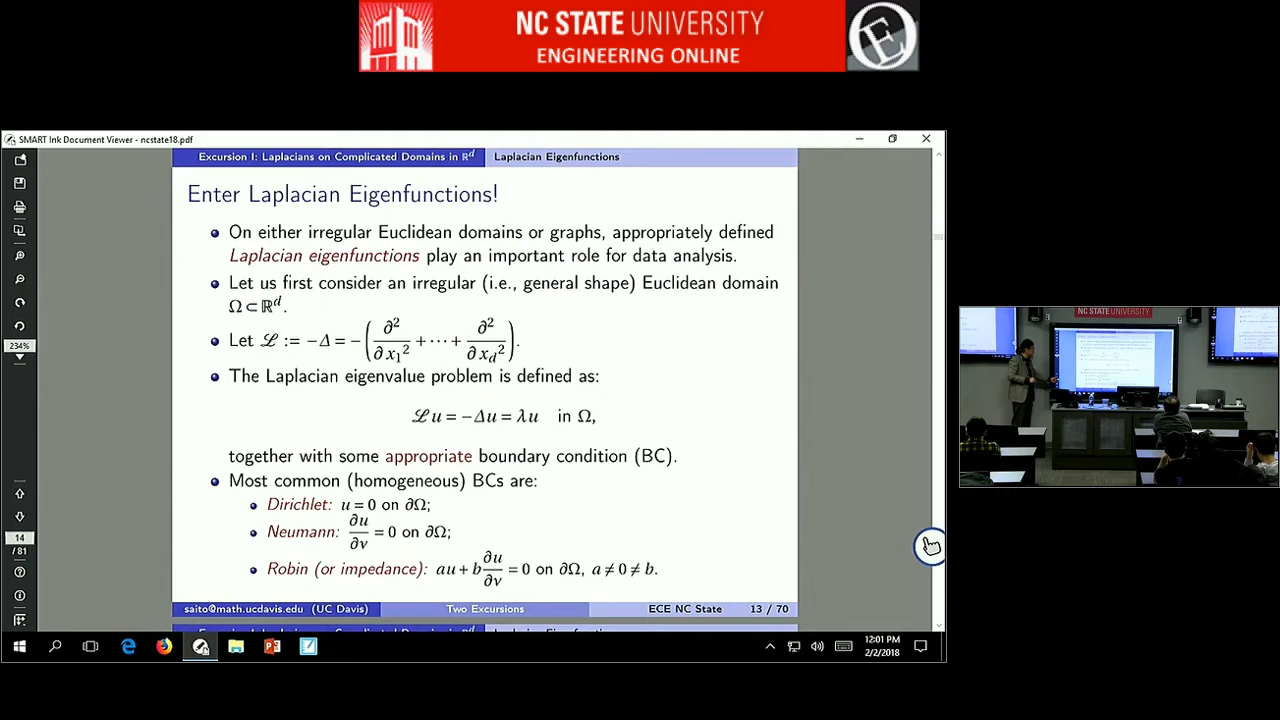 NC STATE UNIVERSITY
ENGINEERING ONLINE
SMART Ink Document Viewer - ncstate18.pdf
Excursion I: Laplacians on Complicated Domains in ℝᵈ Laplacian Eigenfunctions
Enter Laplacian Eigenfunctions!
On either irregular Euclidean domains or graphs, appropriately defined
Laplacian eigenfunctions play an important role for data analysis.
Let us first consider an irregular (i.e., general shape) Euclidean domain
Ω ⊂ ℝᵈ.
Let ℒ := −Δ = −(∂²/∂x₁² + ··· + ∂²/∂x_d²).
The Laplacian eigenvalue problem is defined as:
ℒu = −Δu = λu in Ω,
together with some appropriate boundary condition (BC).
Most common (homogeneous) BCs are:
Dirichlet: u = 0 on ∂Ω;
Neumann: ∂u/∂ν = 0 on ∂Ω;
Robin (or impedance): au + b ∂u/∂ν = 0 on ∂Ω, a ≠ 0 ≠ b.
saito@math.ucdavis.edu (UC Davis) Two Excursions ECE NC State 13 / 70
234%
14
/ 81
12:01 PM
2/2/2018
NC STATE UNIVERSITY